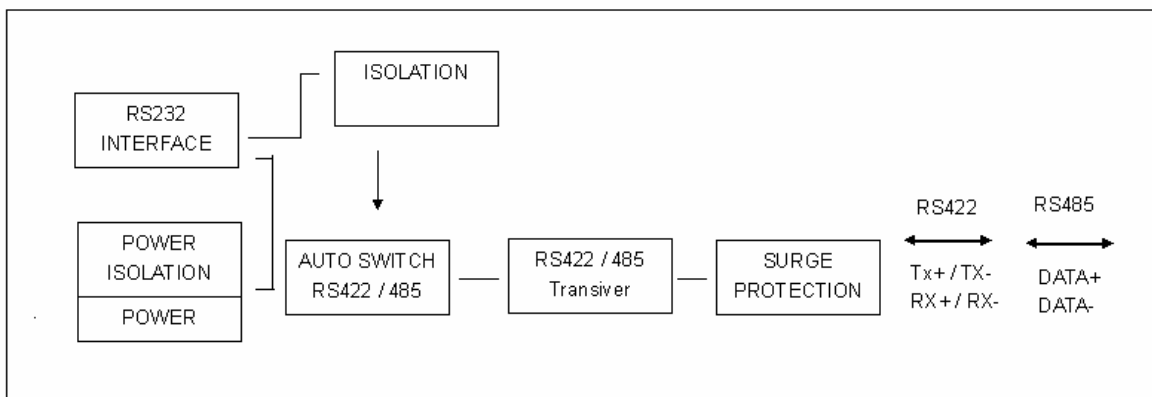 ISOLATION
RS232
INTERFACE
POWER
ISOLATION
POWER
AUTO SWITCH
RS422 / 485
RS422 / 485
Transiver
SURGE
PROTECTION
RS422
Tx+ / TX-
RX+ / RX-
RS485
DATA+
DATA-